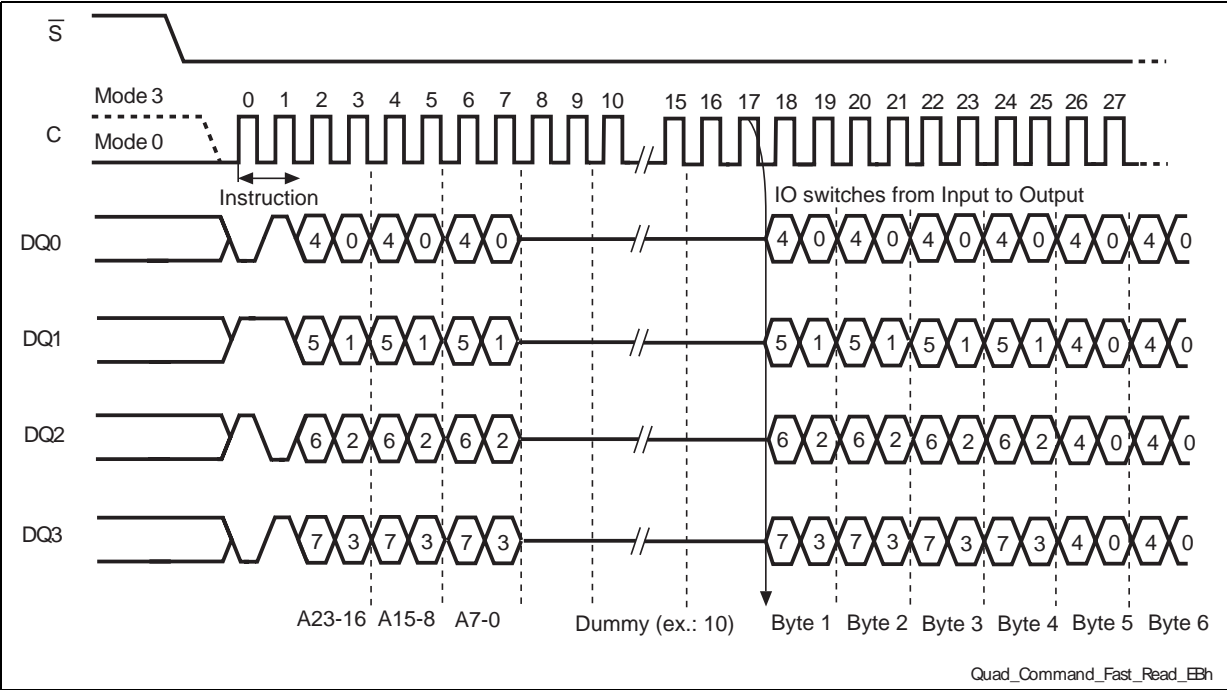 S
Mode 3
C
Mode 0
0 1 2 3 4 5 6 7 8 9 10 15 16 17 18 19 20 21 22 23 24 25 26 27
Instruction
IO switches from Input to Output
DQ0
4 0 4 0 4 0 4 0 4 0 4 0 4 0 4 0 4 0
DQ1
5 1 5 1 5 1 5 1 5 1 5 1 5 1 4 0 4 0
DQ2
6 2 6 2 6 2 6 2 6 2 6 2 6 2 4 0 4 0
DQ3
7 3 7 3 7 3 7 3 7 3 7 3 7 3 4 0 4 0
A23-16 A15-8 A7-0 Dummy (ex.: 10) Byte 1 Byte 2 Byte 3 Byte 4 Byte 5 Byte 6
Quad_Command_Fast_Read_EBh